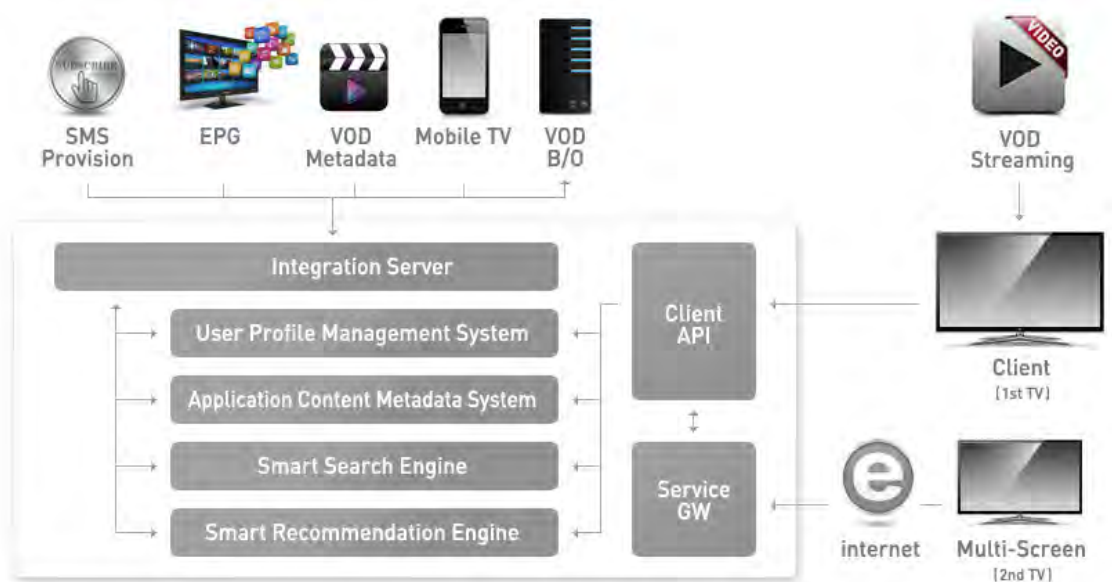 SUBSCRIBE
VIDEO
SMS
Provision
EPG
VOD
Metadata
Mobile TV
VOD
B/O
VOD
Streaming
Integration Server
User Profile Management System
Application Content Metadata System
Smart Search Engine
Smart Recommendation Engine
Client
API
Service
GW
Client
(1st TV)
e
internet
Multi-Screen
(2nd TV)